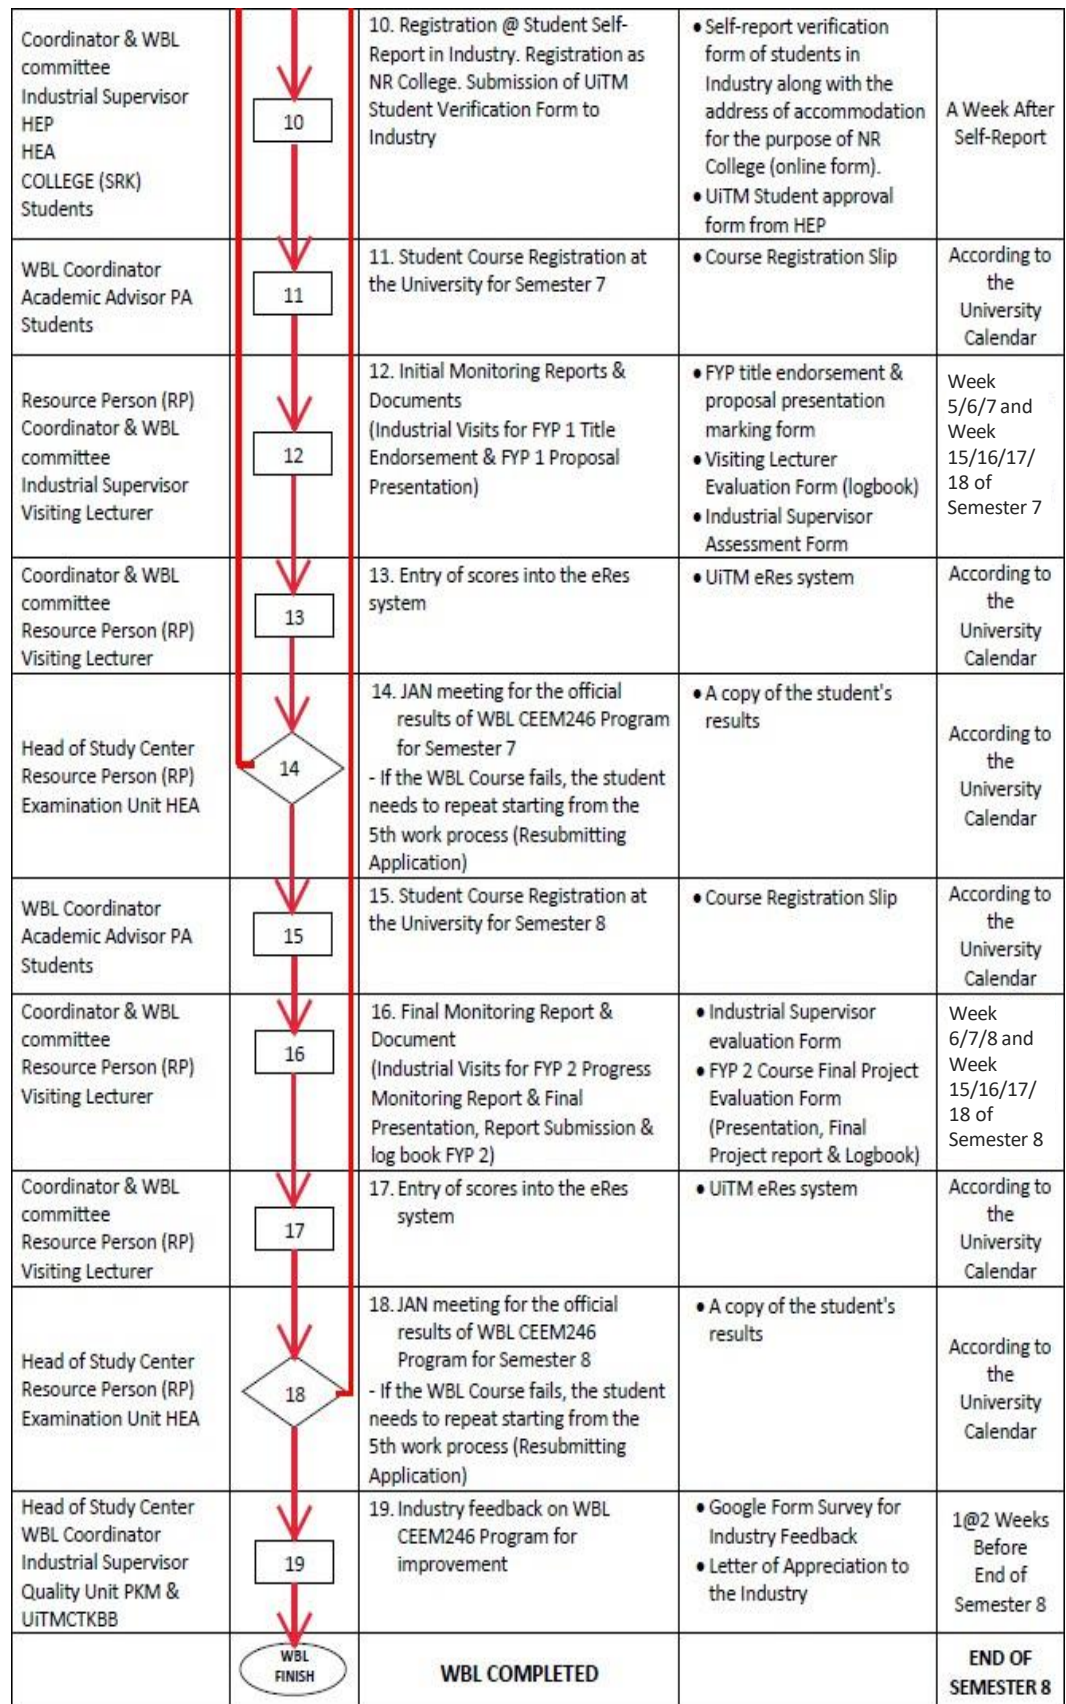 Coordinator & WBL
committee
Industrial Supervisor
HEP
HEA
COLLEGE (SRK)
Students
10
10. Registration @ Student Self-
Report in Industry. Registration as
NR College. Submission of UiTM
Student Verification Form to
Industry
• Self-report verification
form of students in
Industry along with the
address of accommodation
for the purpose of NR
College (online form).
• UiTM Student approval
form from HEP
A Week After
Self-Report
WBL Coordinator
Academic Advisor PA
Students
11
11. Student Course Registration at
the University for Semester 7
• Course Registration Slip
According to
the
University
Calendar
Resource Person (RP)
Coordinator & WBL
committee
Industrial Supervisor
Visiting Lecturer
12
12. Initial Monitoring Reports &
Documents
(Industrial Visits for FYP 1 Title
Endorsement & FYP 1 Proposal
Presentation)
• FYP title endorsement &
proposal presentation
marking form
• Visiting Lecturer
Evaluation Form (logbook)
• Industrial Supervisor
Assessment Form
Week
5/6/7 and
Week
15/16/17/
18 of
Semester 7
Coordinator & WBL
committee
Resource Person (RP)
Visiting Lecturer
13
13. Entry of scores into the eRes
system
• UiTM eRes system
According to
the
University
Calendar
Head of Study Center
Resource Person (RP)
Examination Unit HEA
14
14. JAN meeting for the official
results of WBL CEEM246 Program
for Semester 7
- If the WBL Course fails, the student
needs to repeat starting from the
5th work process (Resubmitting
Application)
• A copy of the student's
results
According to
the
University
Calendar
WBL Coordinator
Academic Advisor PA
Students
15
15. Student Course Registration at
the University for Semester 8
• Course Registration Slip
According to
the
University
Calendar
Coordinator & WBL
committee
Resource Person (RP)
Visiting Lecturer
16
16. Final Monitoring Report &
Document
(Industrial Visits for FYP 2 Progress
Monitoring Report & Final
Presentation, Report Submission &
log book FYP 2)
• Industrial Supervisor
evaluation Form
• FYP 2 Course Final Project
Evaluation Form
(Presentation, Final
Project report & Logbook)
Week
6/7/8 and
Week
15/16/17/
18 of
Semester 8
Coordinator & WBL
committee
Resource Person (RP)
Visiting Lecturer
17
17. Entry of scores into the eRes
system
• UiTM eRes system
According to
the
University
Calendar
Head of Study Center
Resource Person (RP)
Examination Unit HEA
18
18. JAN meeting for the official
results of WBL CEEM246
Program for Semester 8
- If the WBL Course fails, the student
needs to repeat starting from the
5th work process (Resubmitting
Application)
• A copy of the student's
results
According to
the
University
Calendar
Head of Study Center
WBL Coordinator
Industrial Supervisor
Quality Unit PKM &
UiTMCTKBB
19
19. Industry feedback on WBL
CEEM246 Program for
improvement
• Google Form Survey for
Industry Feedback
• Letter of Appreciation to
the Industry
1@2 Weeks
Before
End of
Semester 8
WBL
FINISH
WBL COMPLETED
END OF
SEMESTER 8